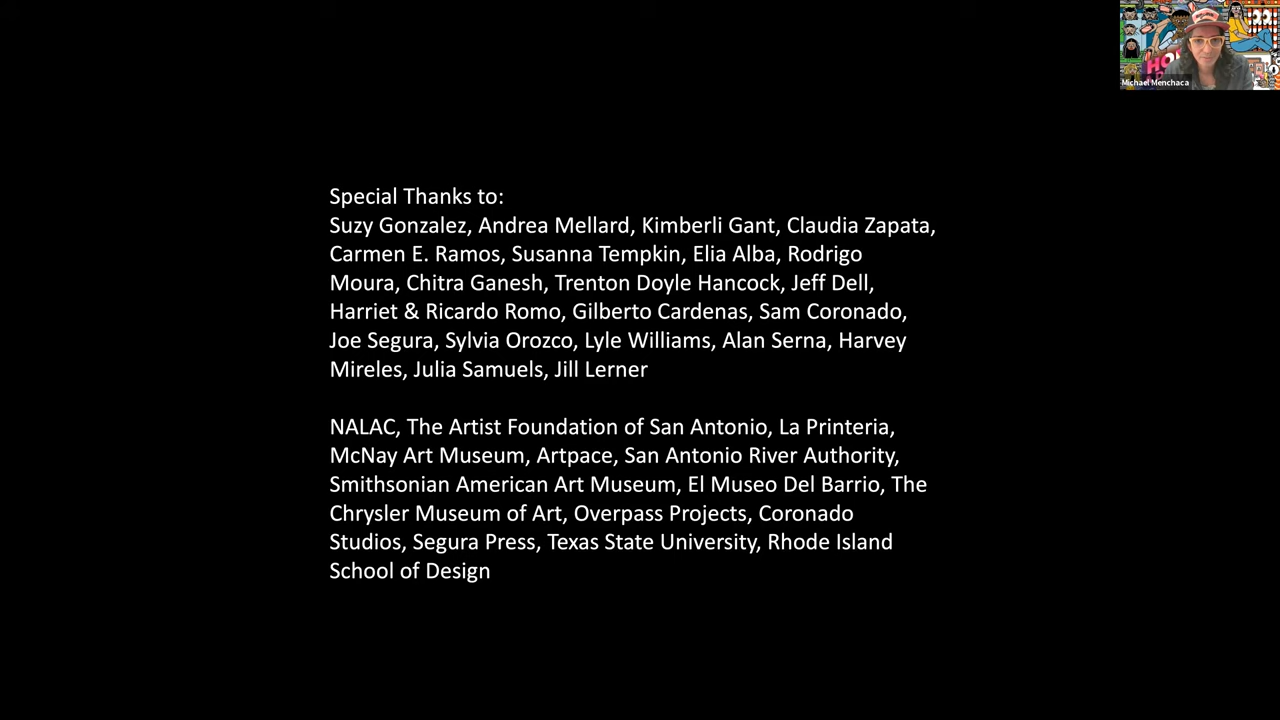 Michael Menchaca
Special Thanks to:
Suzy Gonzalez, Andrea Mellard, Kimberli Gant, Claudia Zapata,
Carmen E. Ramos, Susanna Tempkin, Elia Alba, Rodrigo
Moura, Chitra Ganesh, Trenton Doyle Hancock, Jeff Dell,
Harriet & Ricardo Romo, Gilberto Cardenas, Sam Coronado,
Joe Segura, Sylvia Orozco, Lyle Williams, Alan Serna, Harvey
Mireles, Julia Samuels, Jill Lerner
NALAC, The Artist Foundation of San Antonio, La Printeria,
McNay Art Museum, Artpace, San Antonio River Authority,
Smithsonian American Art Museum, El Museo Del Barrio, The
Chrysler Museum of Art, Overpass Projects, Coronado
Studios, Segura Press, Texas State University, Rhode Island
School of Design